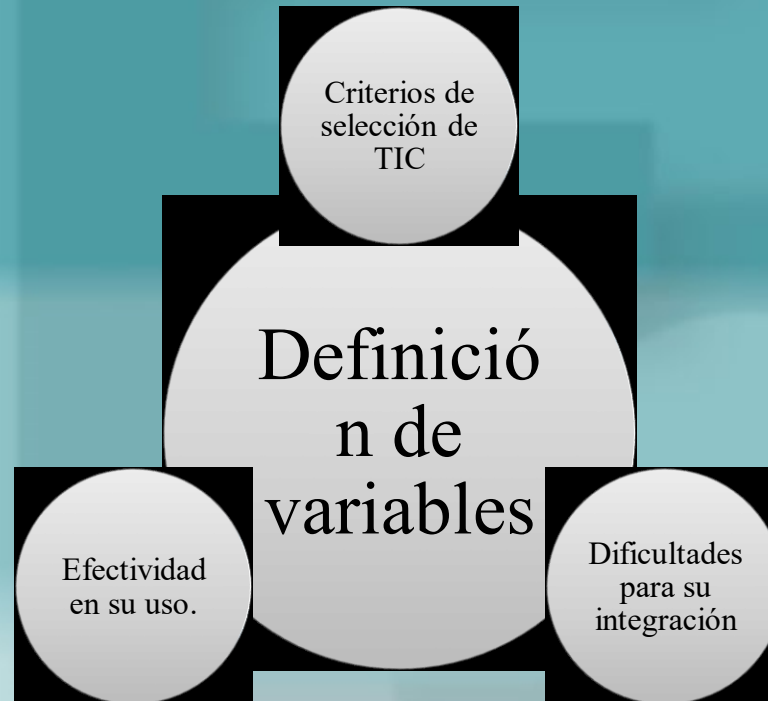 Criterios de
selección de
TIC
Definició
n de
variables
Efectividad
en su uso.
Dificultades
para su
integración